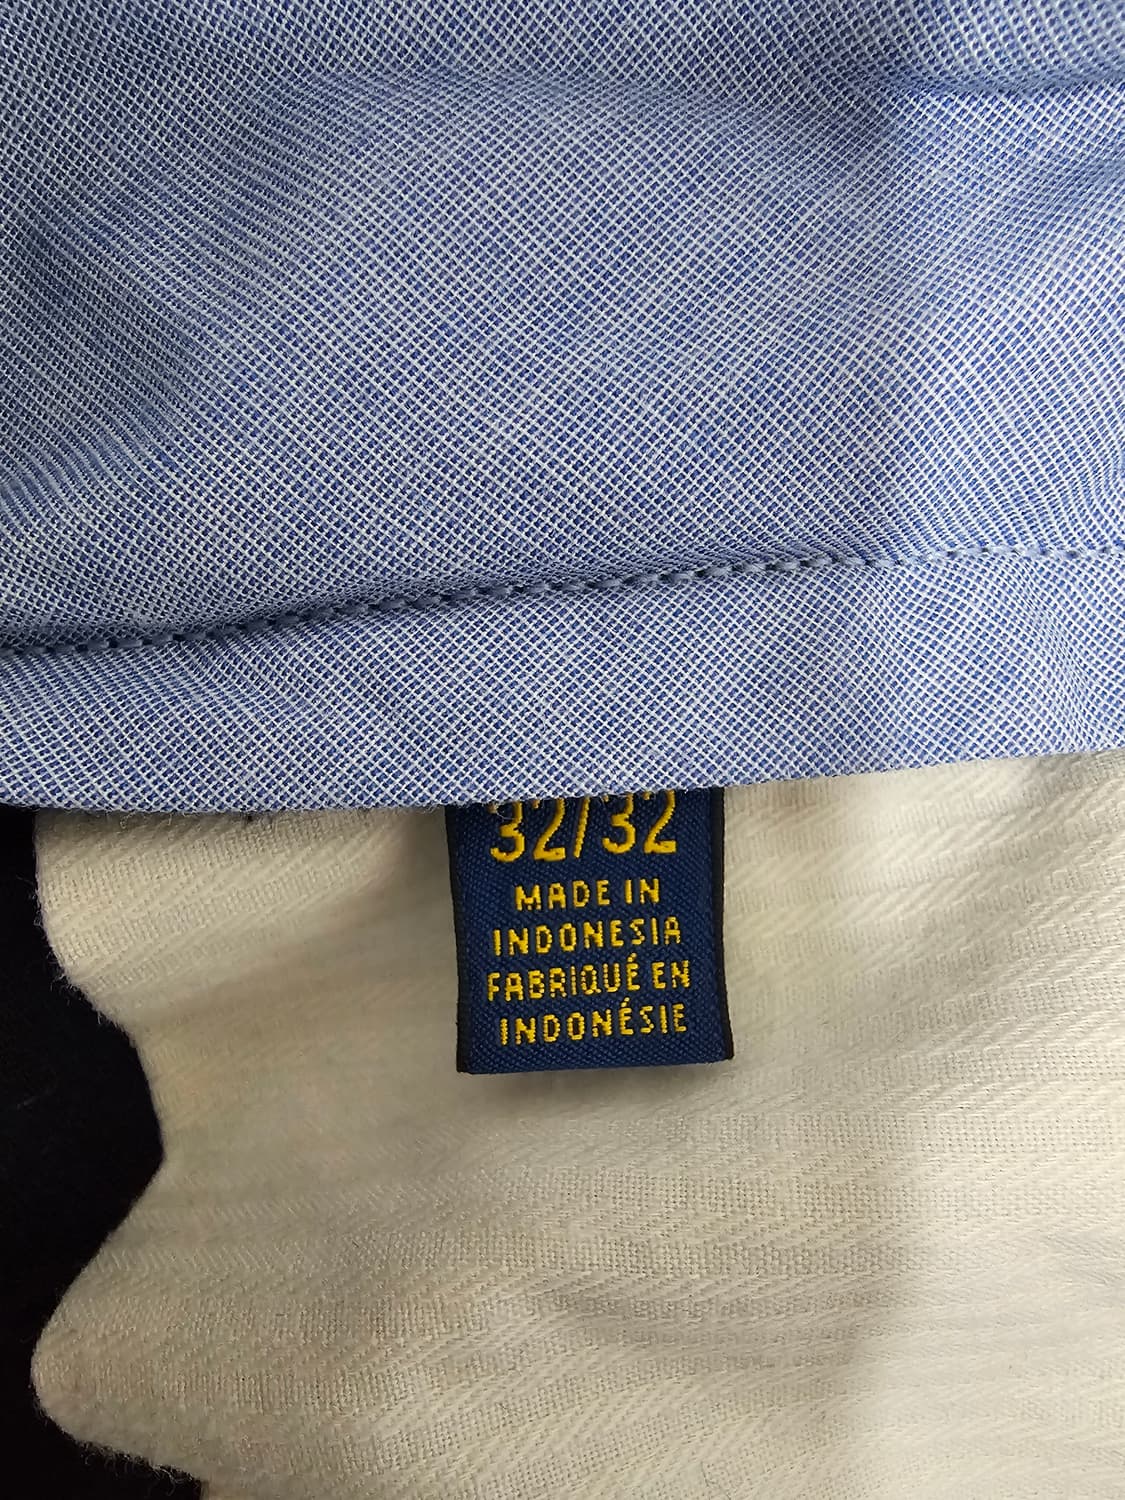 32/32
MADE IN
INDONESIA
FABRIQUÉ EN
INDONÉSIE